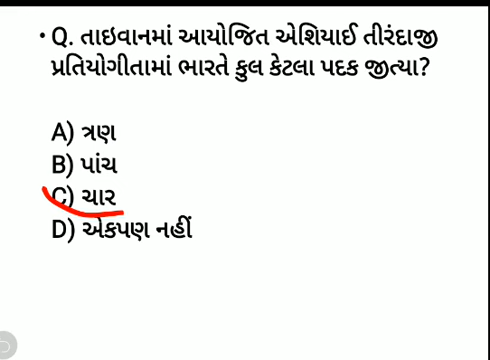 • Q. તાઇવાનમાં આયોજિત એશિયાઈ તીરંદાજી
પ્રતિયોગીતામાં ભારતે કુલ કેટલા પદક જીત્યા?
A) ત્રણ
B) પાંચ
C) ચાર
D) એકપણ નહીં